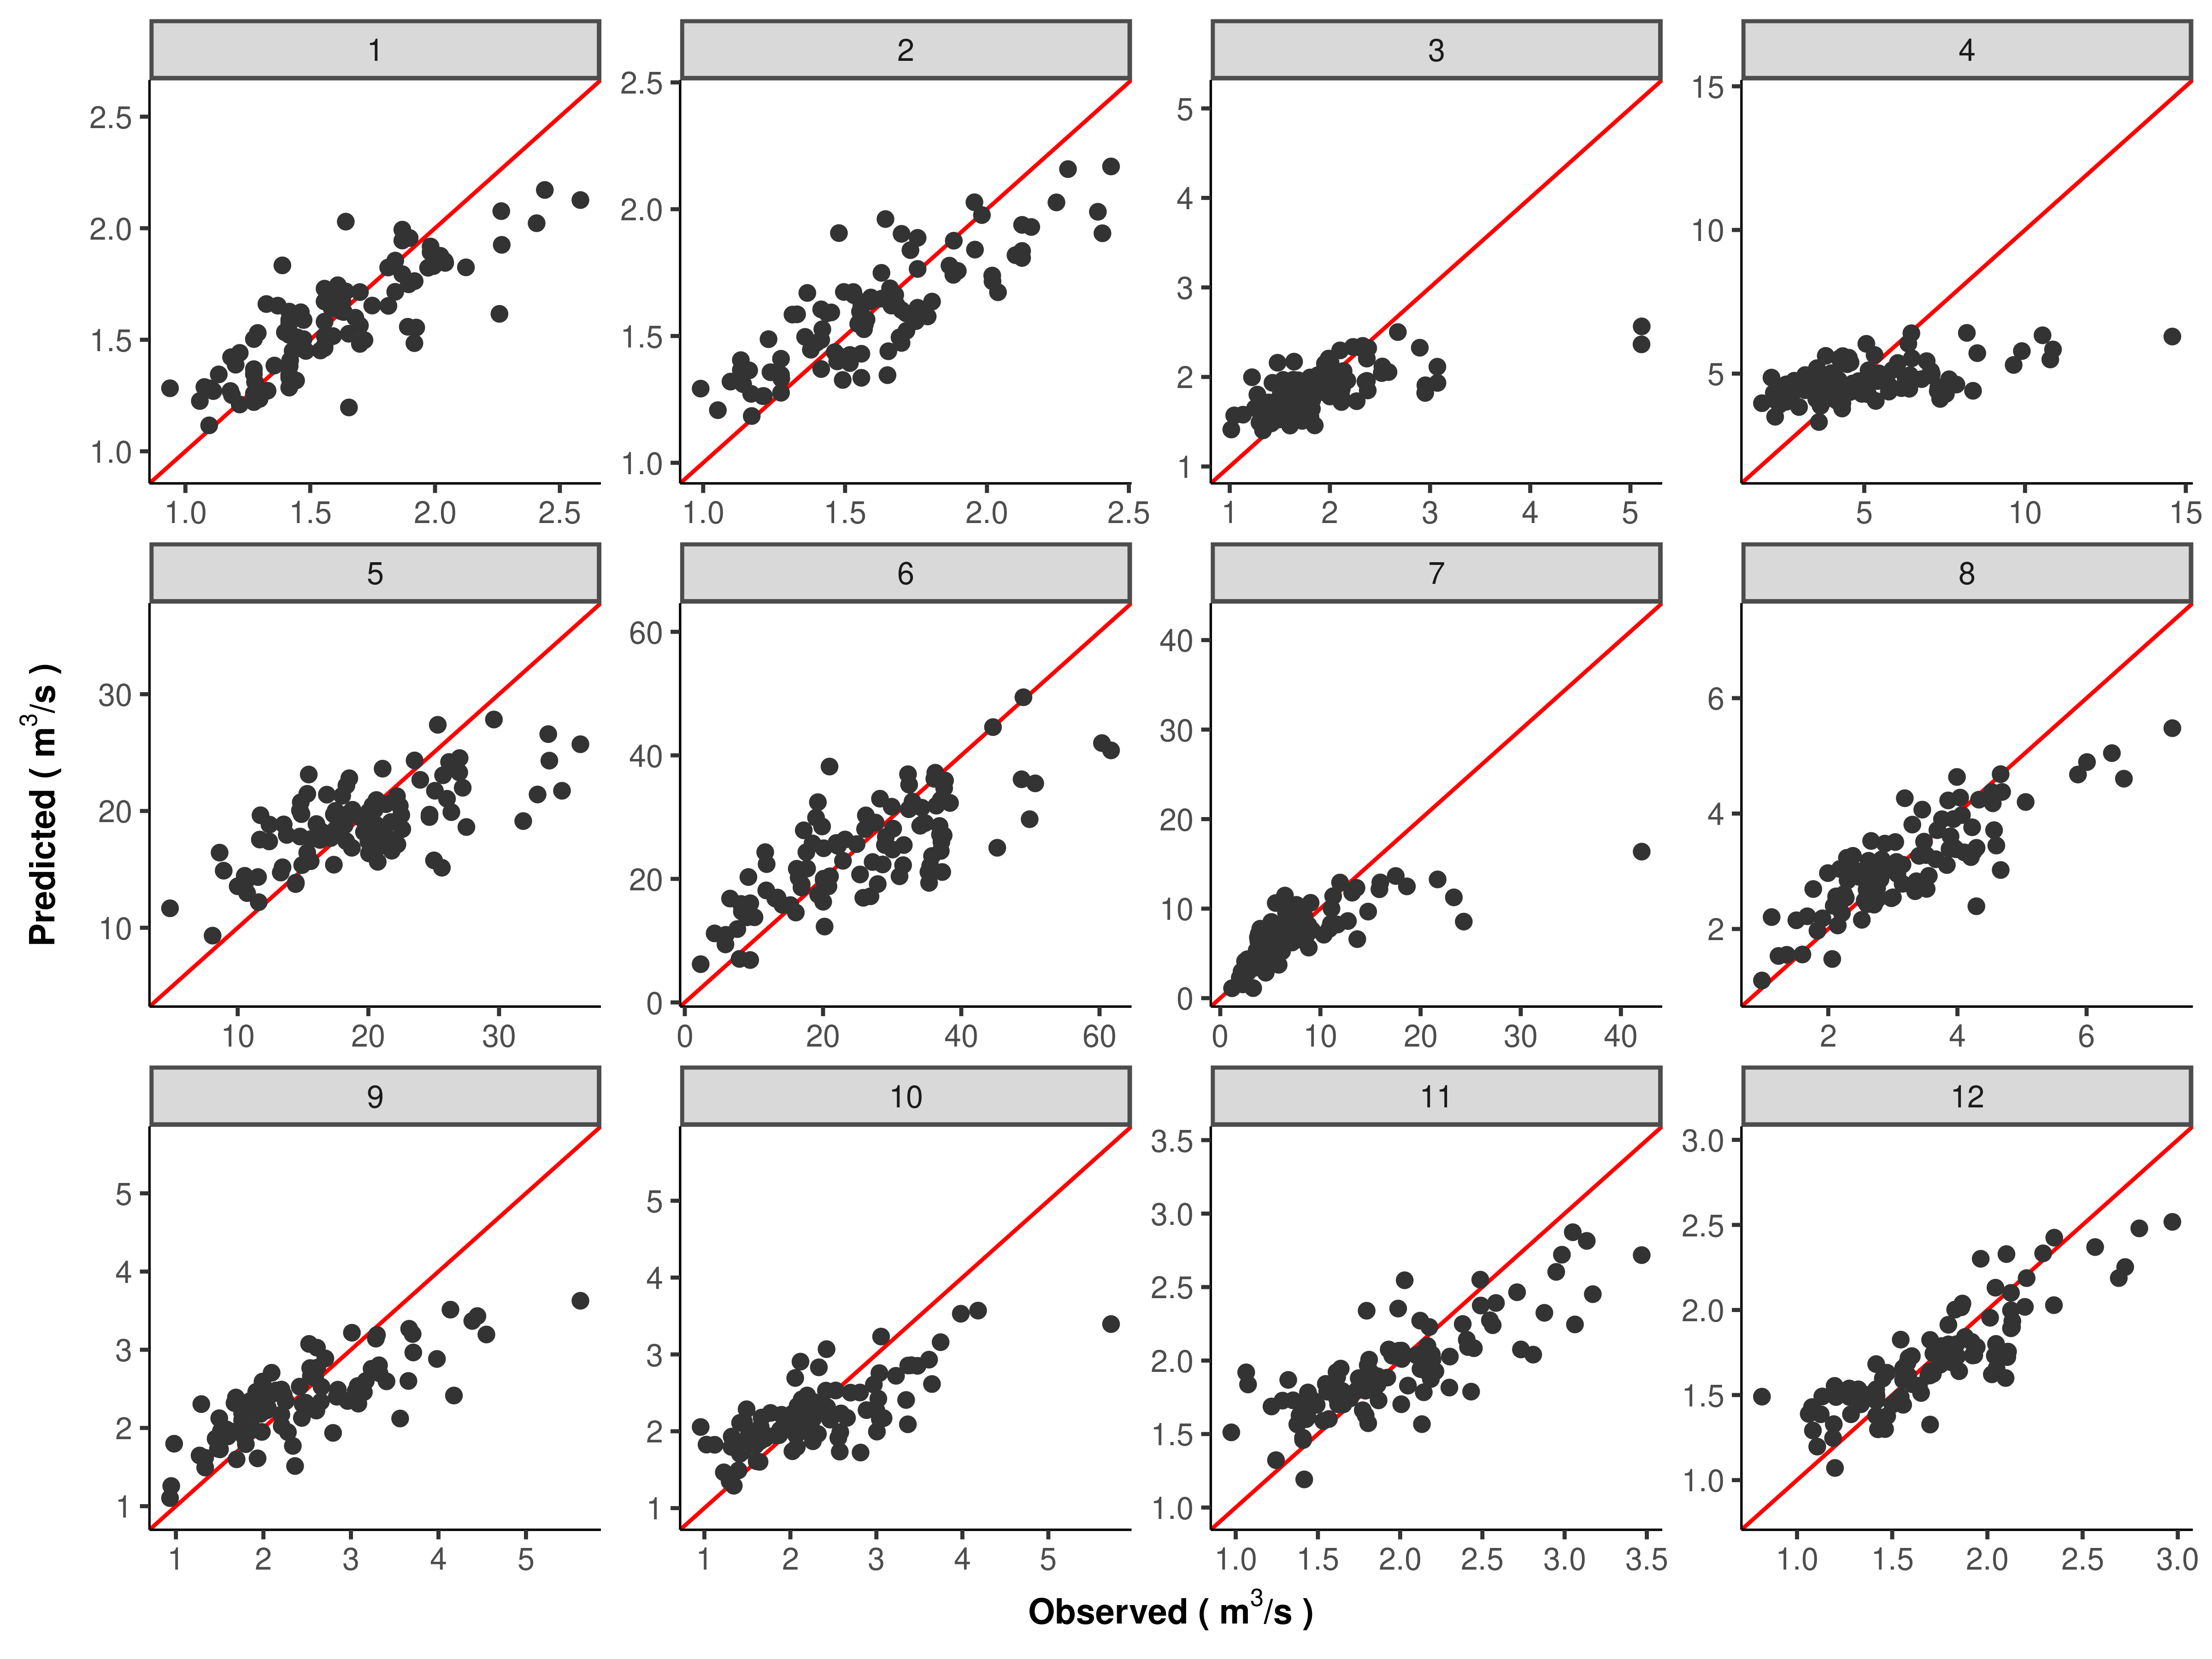 1 2 3 4
2.5 2.0 1.5 1.0
1.0 1.5 2.0 2.5
2.5 2.0 1.5 1.0
1.0 1.5 2.0 2.5
5 4 3 2 1
1 2 3 4 5
15 10 5
5 10 15
5 6 7 8
30 20 10
10 20 30
60 40 20 0
0 20 40 60
40 30 20 10 0
0 10 20 30 40
6 4 2
2 4 6
9 10 11 12
5 4 3 2 1
1 2 3 4 5
5 4 3 2 1
1 2 3 4 5
3.5 3.0 2.5 2.0 1.5 1.0
1.0 1.5 2.0 2.5 3.0 3.5
3.0 2.5 2.0 1.5 1.0
1.0 1.5 2.0 2.5 3.0
Predicted ( m³/s )
Observed ( m³/s )